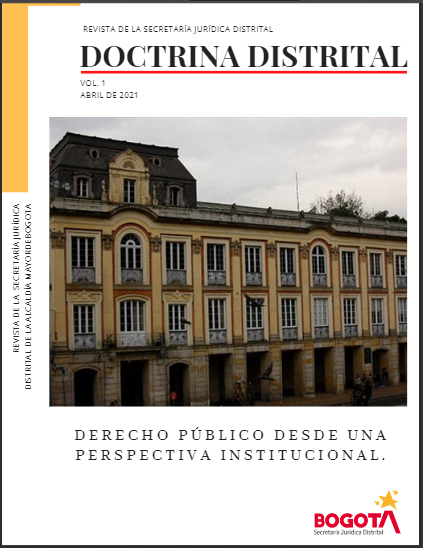 REVISTA DE LA SECRETARÍA JURÍDICA DISTRITAL
DOCTRINA DISTRITAL
VOL. 1
ABRIL DE 2021
REVISTA DE LA SECRETARÍA JURÍDICA
DISTRITAL DE LA ALCALDÍA MAYOR DE BOGOTA
DERECHO PÚBLICO DESDE UNA
PERSPECTIVA INSTITUCIONAL.
BOGOTA
Secretaría Jurídica Distrital